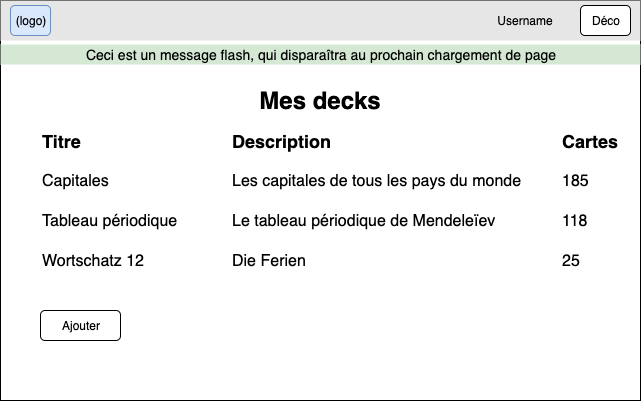 (logo) Username Déco
Ceci est un message flash, qui disparaîtra au prochain chargement de page
Mes decks
Titre Description Cartes
Capitales Les capitales de tous les pays du monde 185
Tableau périodique Le tableau périodique de Mendeleïev 118
Wortschatz 12 Die Ferien 25
Ajouter